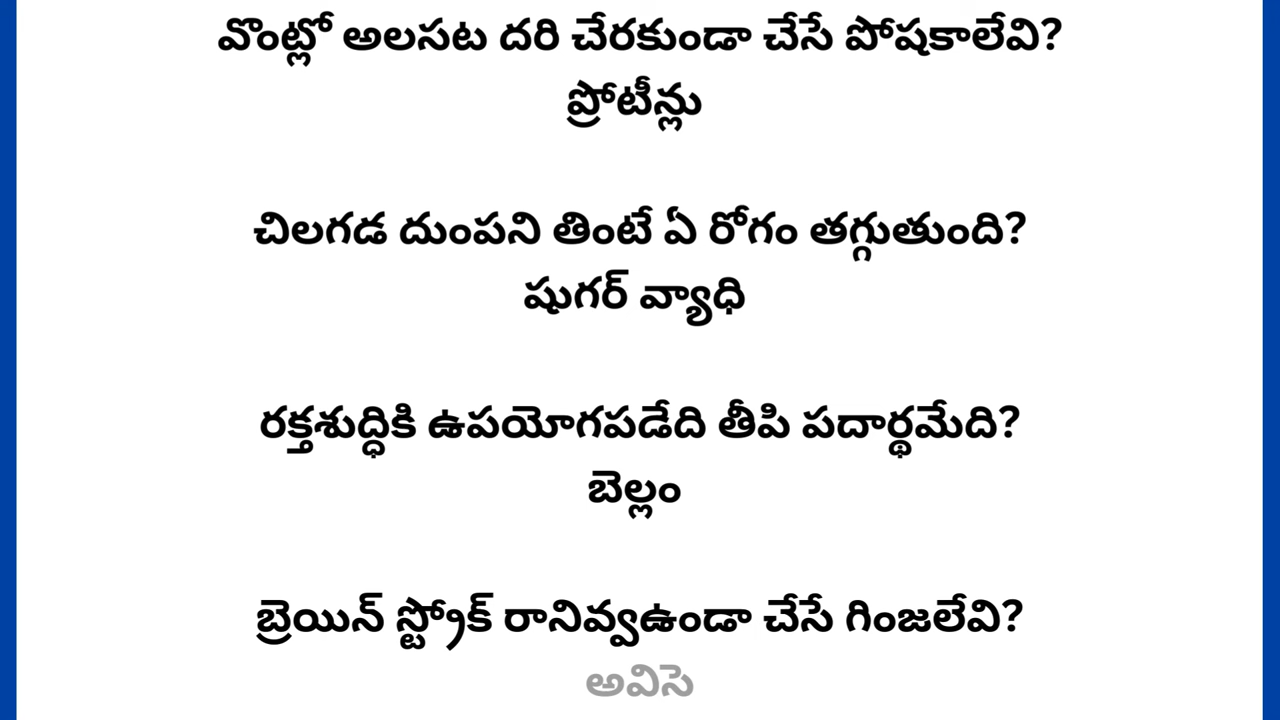 వొంట్లో అలసట దరి చేరకుండా చేసే పోషకాలేవి?
ప్రోటీన్లు
చిలగడ దుంపని తింటే ఏ రోగం తగ్గుతుంది?
షుగర్ వ్యాధి
రక్తశుద్ధికి ఉపయోగపడేది తీపి పదార్థమేది?
బెల్లం
బ్రెయిన్ స్ట్రోక్ రానివ్వఉండా చేసే గింజలేవి?
అవిసె